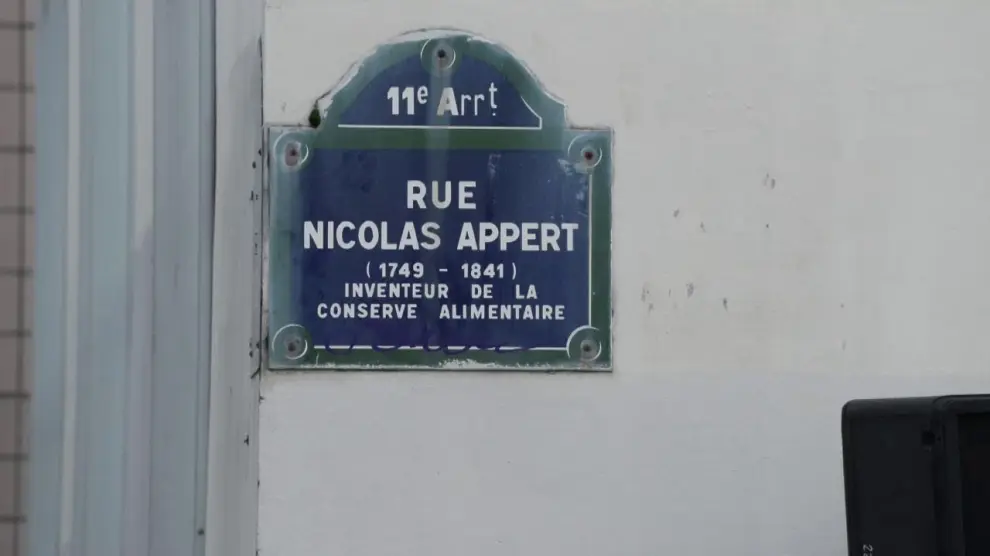 11e Arrt
RUE
NICOLAS APPERT
(1749 - 1841)
INVENTEUR DE LA
CONSERVE ALIMENTAIRE